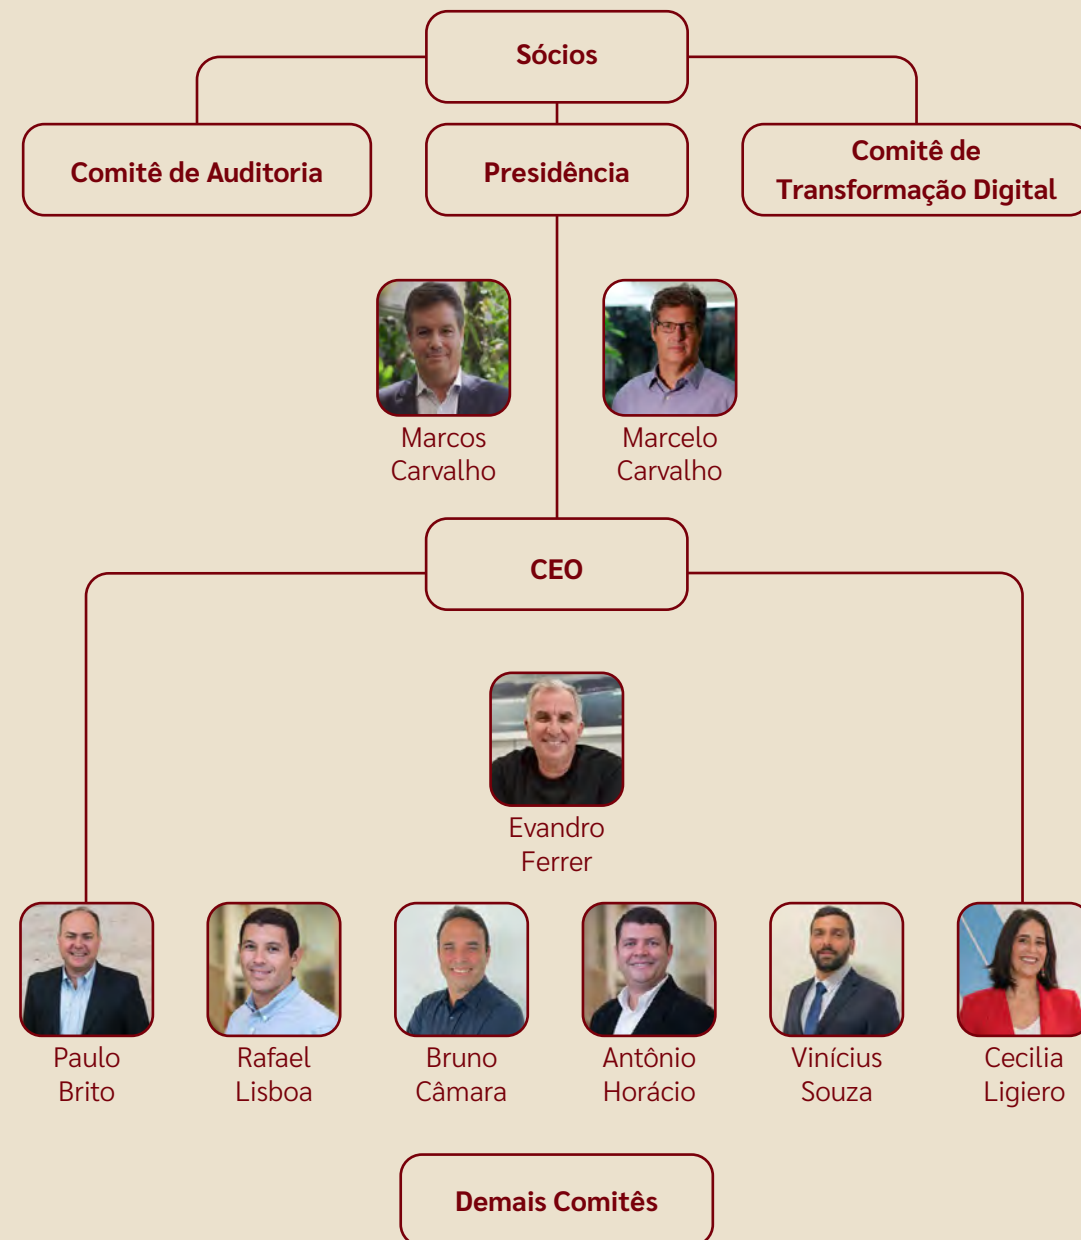 Sócios
Comitê de Auditoria
Presidência
Comitê de
Transformação Digital
Marcos
Carvalho
Marcelo
Carvalho
CEO
Evandro
Ferrer
Paulo
Brito
Rafael
Lisboa
Bruno
Câmara
Antônio
Horácio
Vinícius
Souza
Cecilia
Ligiero
Demais Comitês